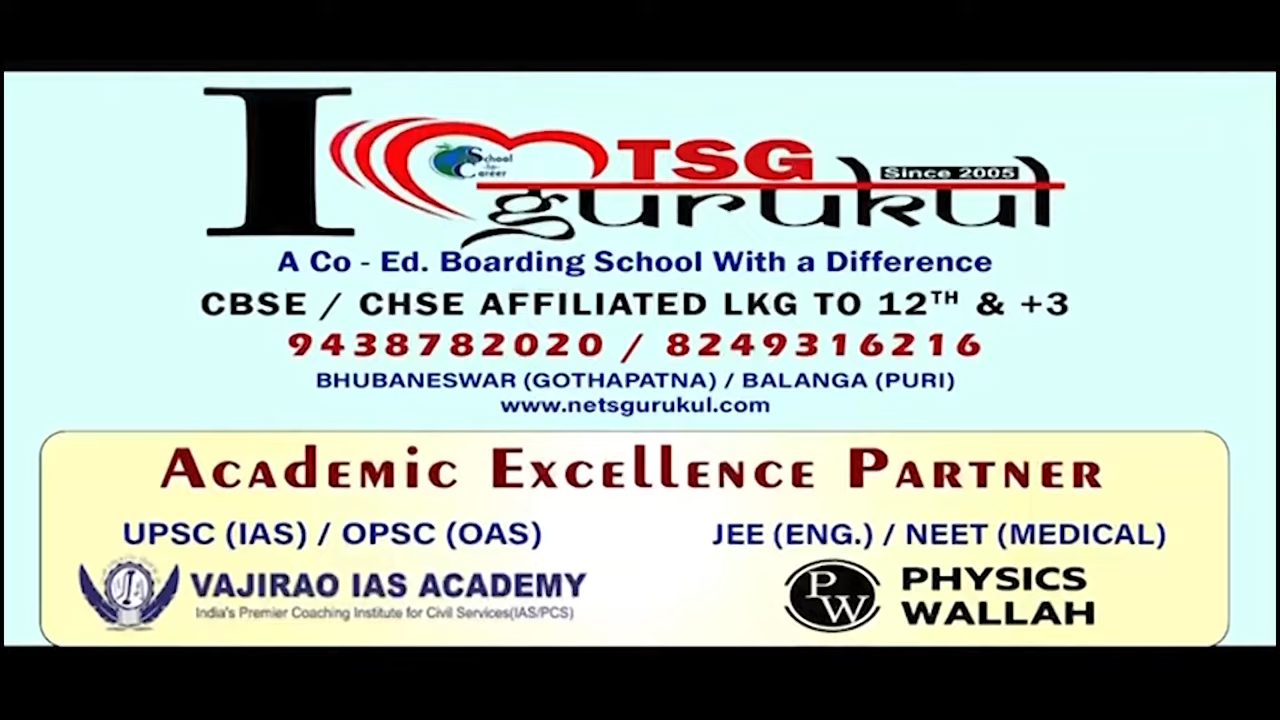 I TSG
School
to
Career
Since 2005
gurukul
A Co - Ed. Boarding School With a Difference
CBSE / CHSE AFFILIATED LKG TO 12TH & +3
9438782020 / 8249316216
BHUBANESWAR (GOTHAPATNA) / BALANGA (PURI)
www.netsgurukul.com
Academic Excellence Partner
UPSC (IAS) / OPSC (OAS)
VAJIRAO IAS ACADEMY
India's Premier Coaching Institute for Civil Services(IAS/PCS)
JEE (ENG.) / NEET (MEDICAL)
PW
PHYSICS
WALLAH